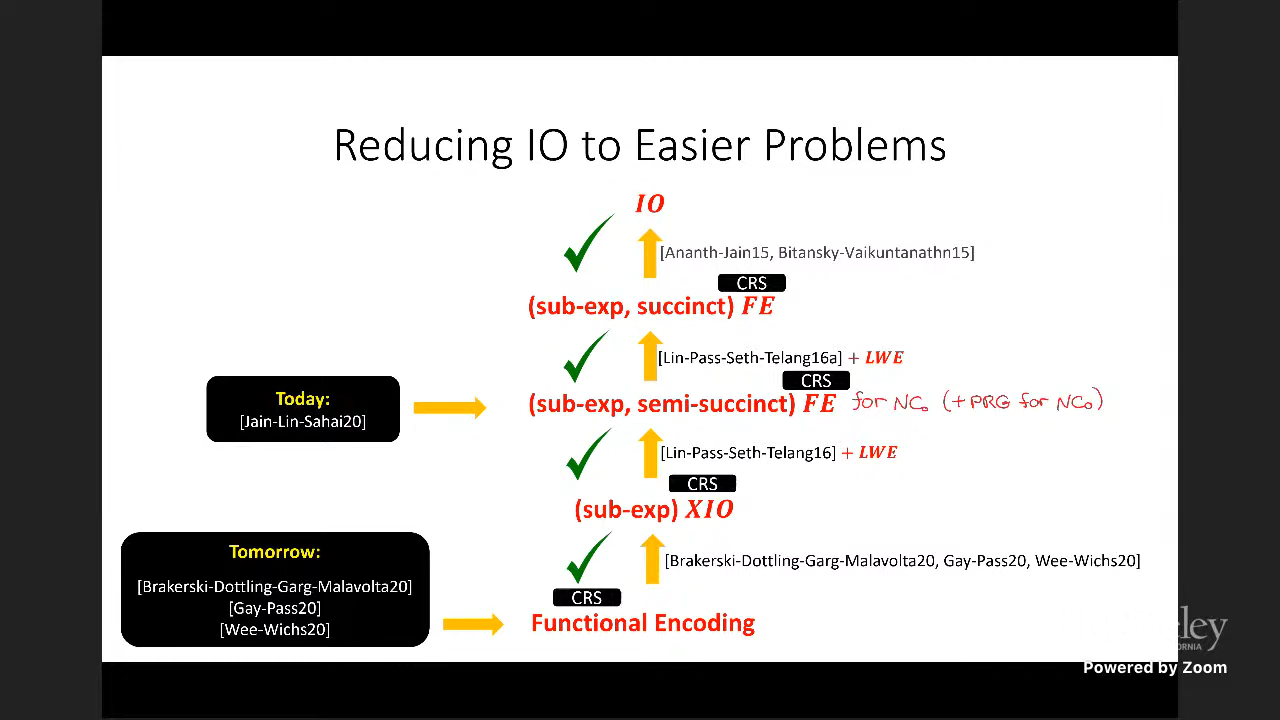 Reducing IO to Easier Problems
IO
[Ananth-Jain15, Bitansky-Vaikuntanathn15]
CRS
(sub-exp, succinct) FE
[Lin-Pass-Seth-Telang16a] + LWE
CRS
Today:
[Jain-Lin-Sahai20]
(sub-exp, semi-succinct) FE for NC₀ (+PRG for NC₀)
[Lin-Pass-Seth-Telang16] + LWE
CRS
(sub-exp) XIO
Tomorrow:
[Brakerski-Dottling-Garg-Malavolta20]
[Gay-Pass20]
[Wee-Wichs20]
[Brakerski-Dottling-Garg-Malavolta20, Gay-Pass20, Wee-Wichs20]
CRS
Functional Encoding
Powered by Zoom